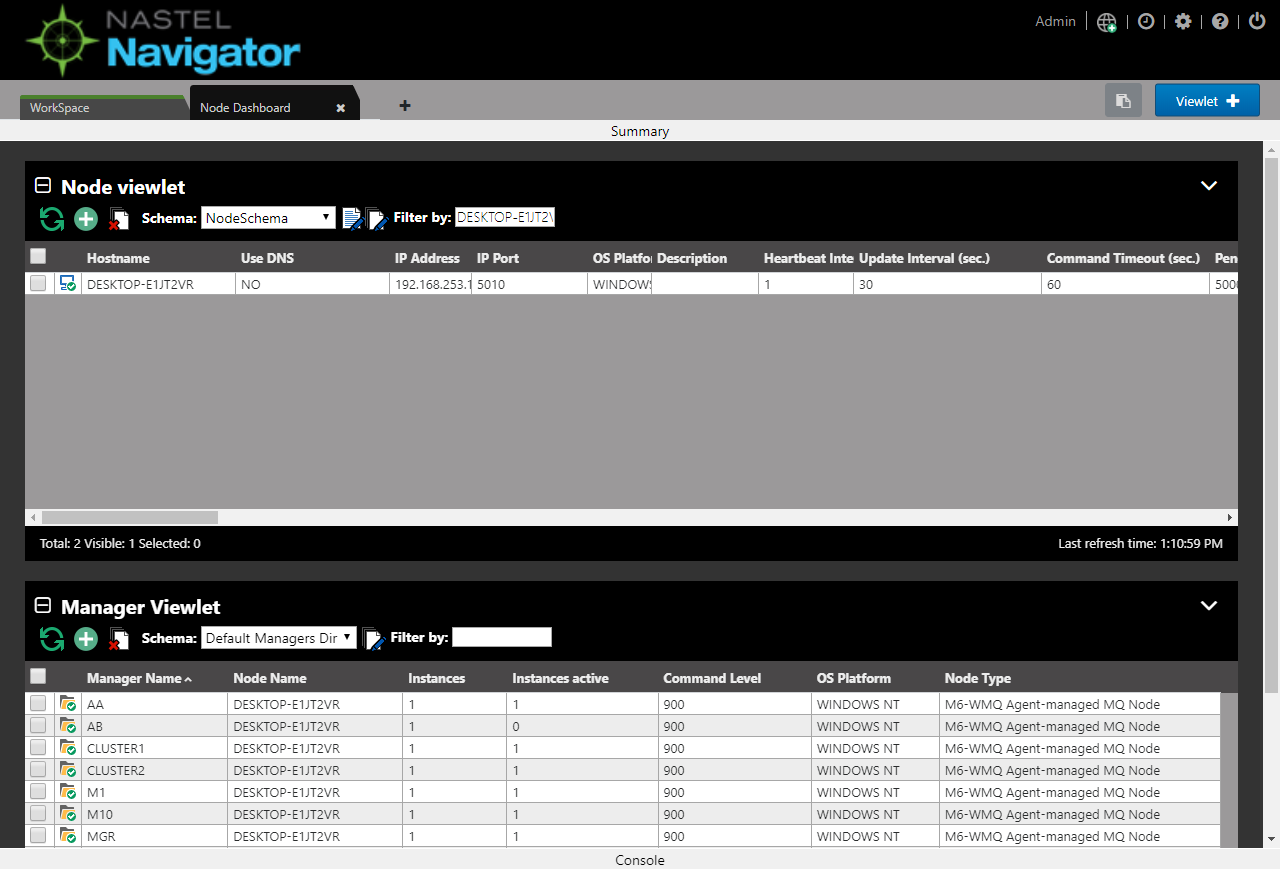 NASTEL
Navigator
Admin
WorkSpace
Node Dashboard
Viewlet
Summary
Node viewlet
Schema: NodeSchema Filter by: DESKTOP-E1JT2V
Hostname Use DNS IP Address IP Port OS Platfo Description Heartbeat Inte Update Interval (sec.) Command Timeout (sec.) Pen
DESKTOP-E1JT2VR NO 192.168.253.1 5010 WINDOWS 1 30 60 5000
Total: 2 Visible: 1 Selected: 0 Last refresh time: 1:10:59 PM
Manager Viewlet
Schema: Default Managers Dir Filter by:
Manager Name Node Name Instances Instances active Command Level OS Platform Node Type
AA DESKTOP-E1JT2VR 1 1 900 WINDOWS NT M6-WMQ Agent-managed MQ Node
AB DESKTOP-E1JT2VR 1 0 900 WINDOWS NT M6-WMQ Agent-managed MQ Node
CLUSTER1 DESKTOP-E1JT2VR 1 1 900 WINDOWS NT M6-WMQ Agent-managed MQ Node
CLUSTER2 DESKTOP-E1JT2VR 1 1 900 WINDOWS NT M6-WMQ Agent-managed MQ Node
M1 DESKTOP-E1JT2VR 1 1 900 WINDOWS NT M6-WMQ Agent-managed MQ Node
M10 DESKTOP-E1JT2VR 1 1 900 WINDOWS NT M6-WMQ Agent-managed MQ Node
MGR DESKTOP-E1JT2VR 1 1 900 WINDOWS NT M6-WMQ Agent-managed MQ Node
Console